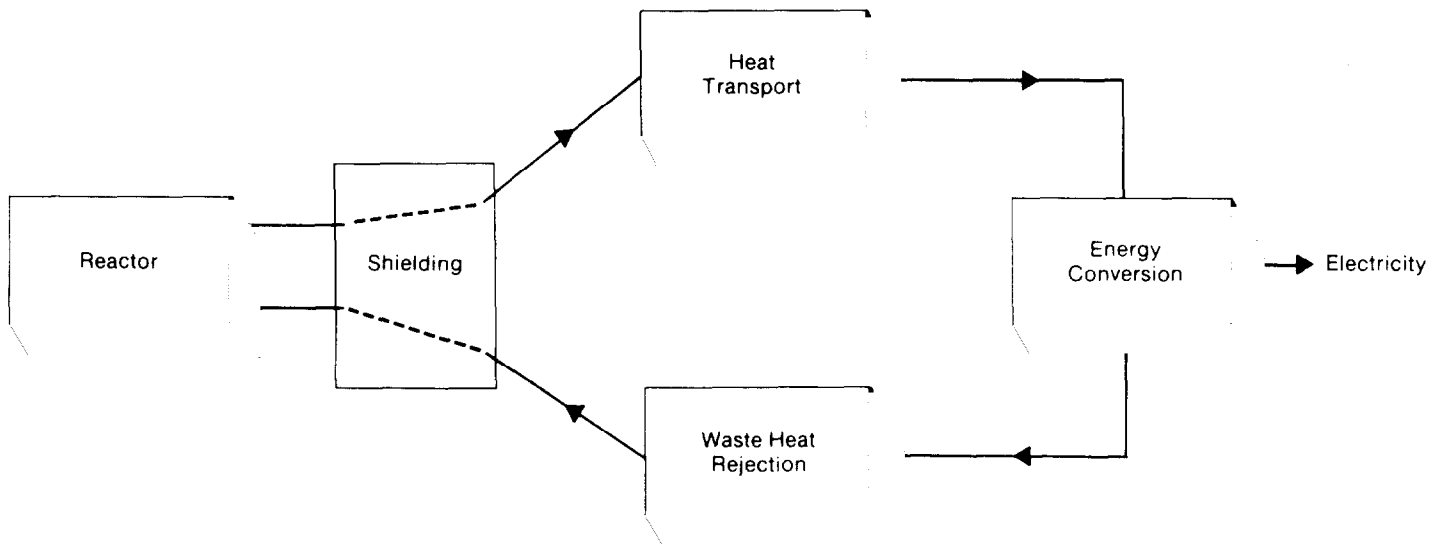 Heat
Transport
Reactor
Shielding
Energy
Conversion
Electricity
Waste Heat
Rejection